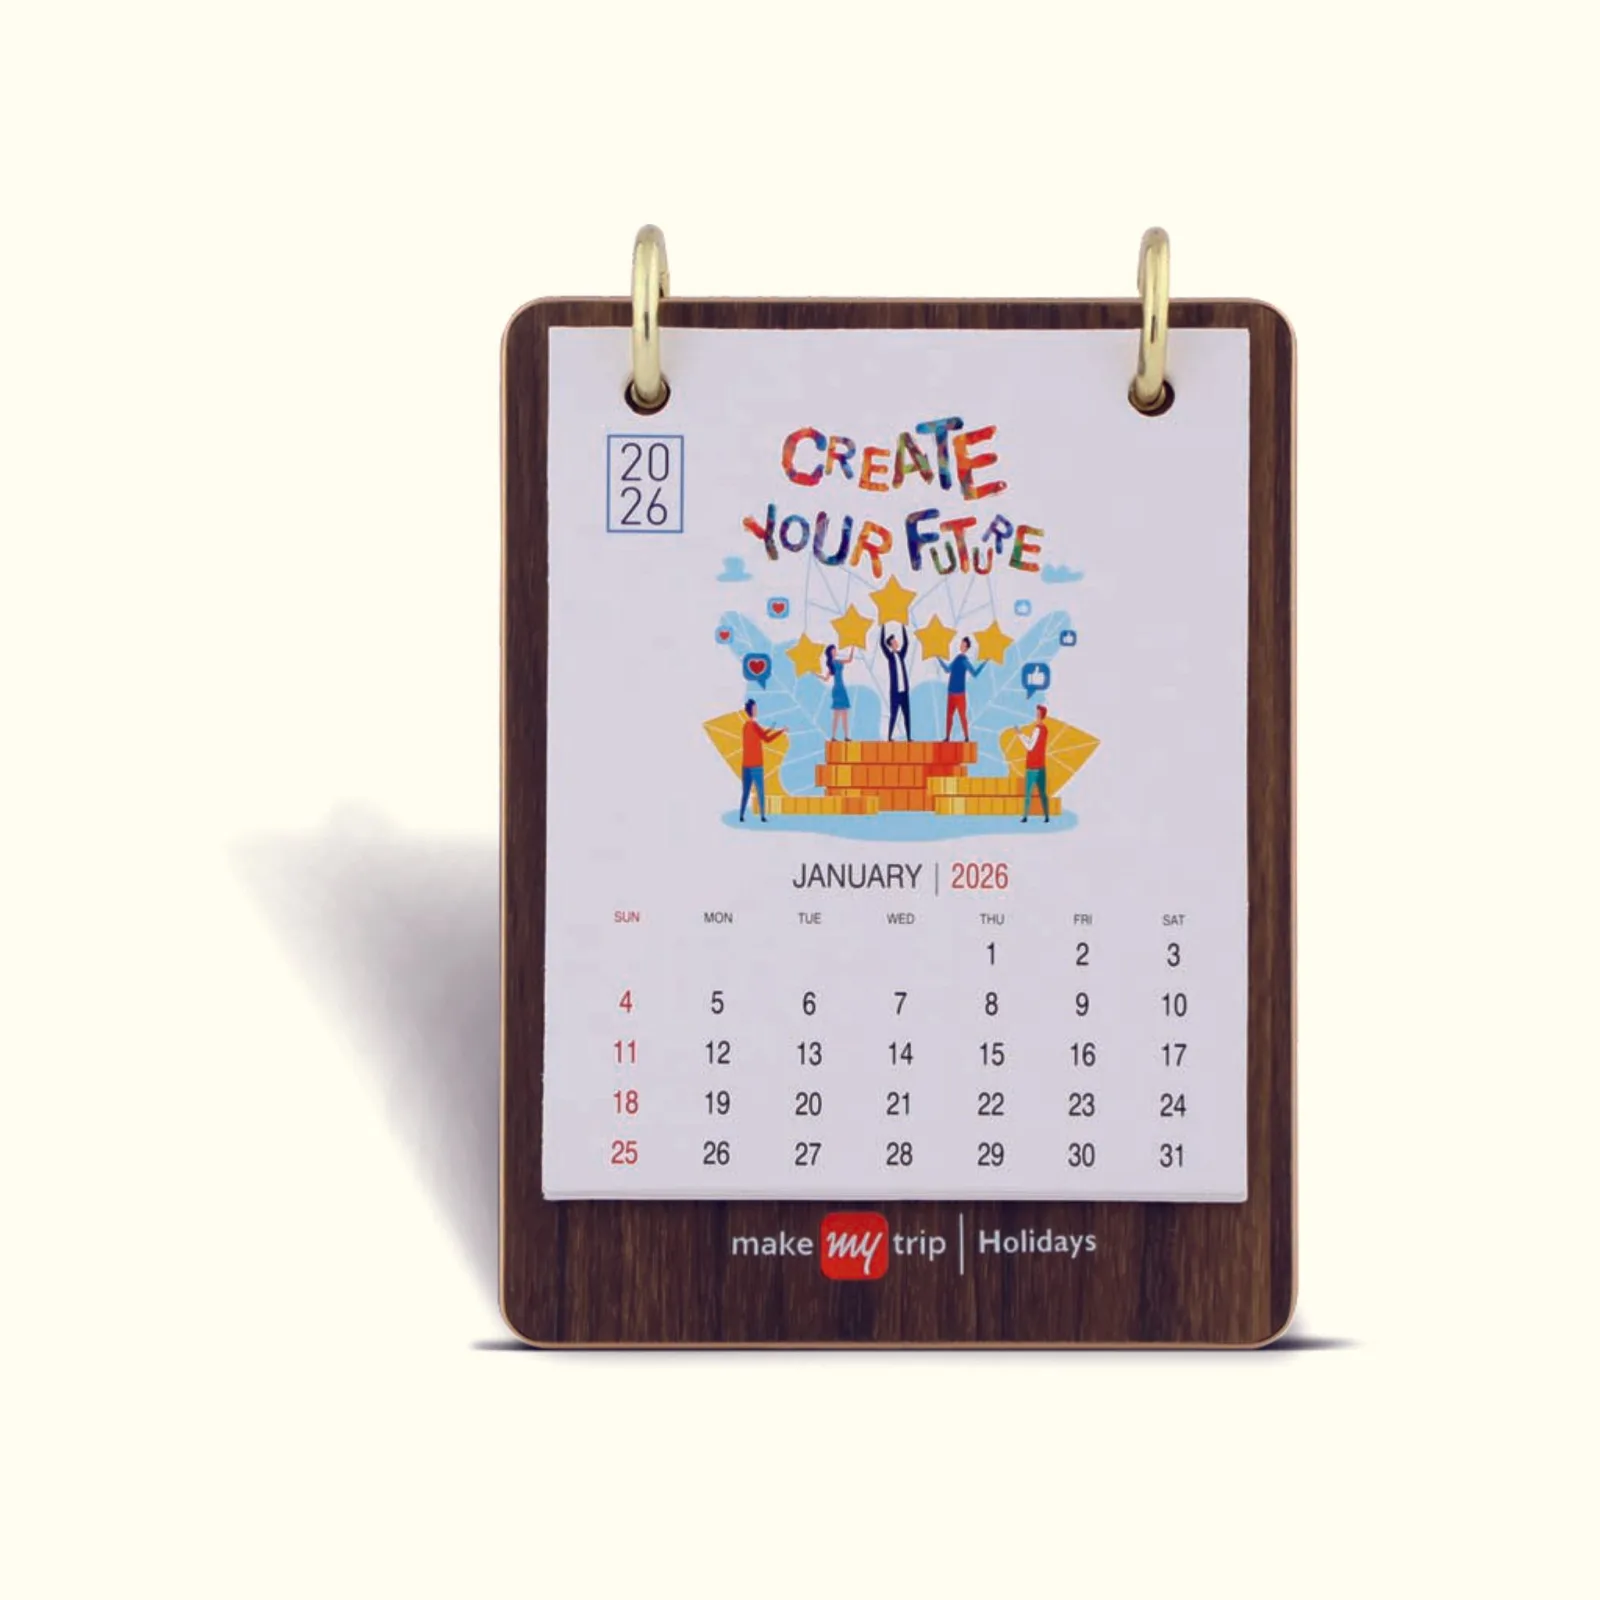 20
26
CREATE
YOUR FUTURE
JANUARY | 2026
SUN MON TUE WED THU FRI SAT
1 2 3
4 5 6 7 8 9 10
11 12 13 14 15 16 17
18 19 20 21 22 23 24
25 26 27 28 29 30 31
make my trip | Holidays